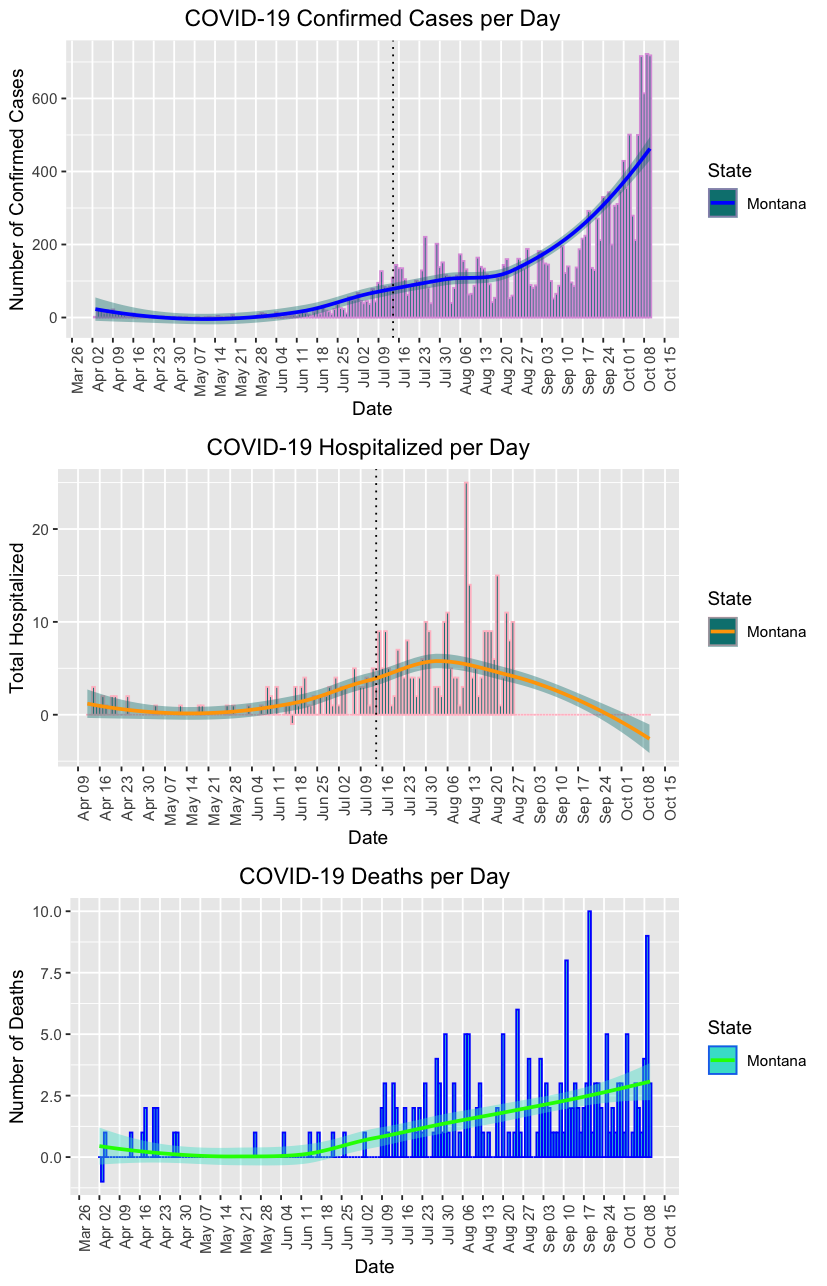 COVID-19 Confirmed Cases per Day
Number of Confirmed Cases
600
400
200
0
Mar 26
Apr 02
Apr 09
Apr 16
Apr 23
Apr 30
May 07
May 14
May 21
May 28
Jun 04
Jun 11
Jun 18
Jun 25
Jul 02
Jul 09
Jul 16
Jul 23
Jul 30
Aug 06
Aug 13
Aug 20
Aug 27
Sep 03
Sep 10
Sep 17
Sep 24
Oct 01
Oct 08
Oct 15
Date
State
Montana
COVID-19 Hospitalized per Day
Total Hospitalized
20
10
0
Apr 09
Apr 16
Apr 23
Apr 30
May 07
May 14
May 21
May 28
Jun 04
Jun 11
Jun 18
Jun 25
Jul 02
Jul 09
Jul 16
Jul 23
Jul 30
Aug 06
Aug 13
Aug 20
Aug 27
Sep 03
Sep 10
Sep 17
Sep 24
Oct 01
Oct 08
Oct 15
Date
State
Montana
COVID-19 Deaths per Day
Number of Deaths
10.0
7.5
5.0
2.5
0.0
Mar 26
Apr 02
Apr 09
Apr 16
Apr 23
Apr 30
May 07
May 14
May 21
May 28
Jun 04
Jun 11
Jun 18
Jun 25
Jul 02
Jul 09
Jul 16
Jul 23
Jul 30
Aug 06
Aug 13
Aug 20
Aug 27
Sep 03
Sep 10
Sep 17
Sep 24
Oct 01
Oct 08
Oct 15
Date
State
Montana